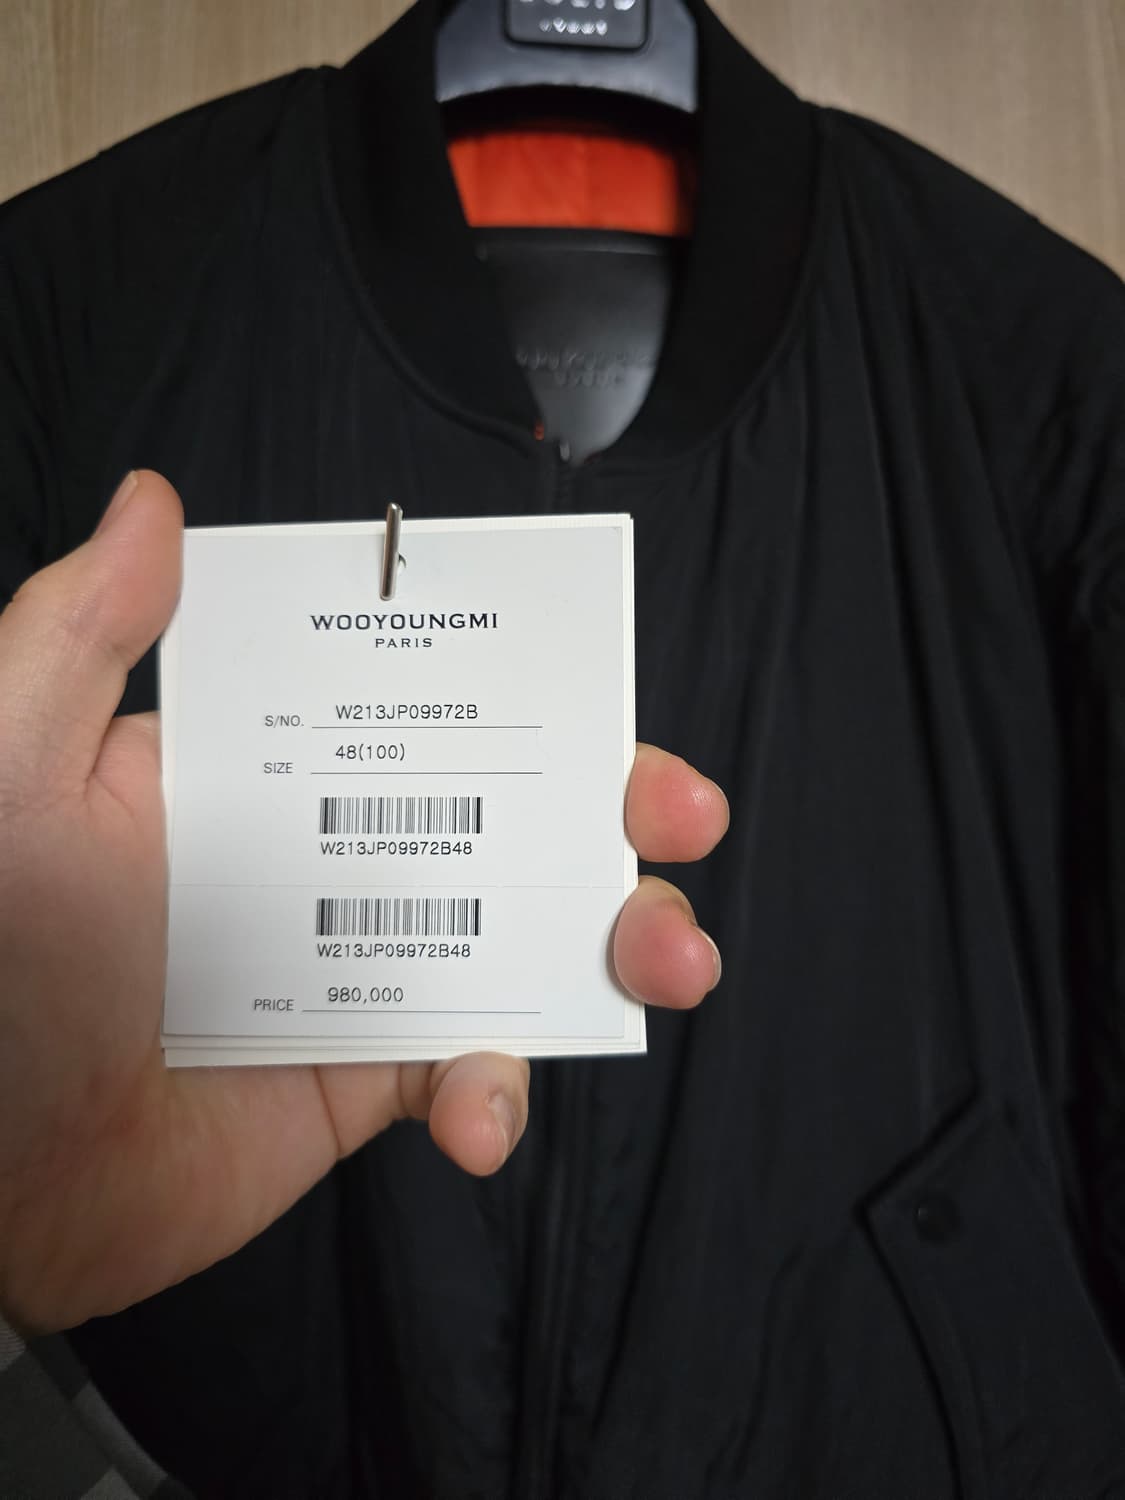 WOOYOUNGMI
PARIS
S/NO. W213JP09972B
SIZE 48(100)
W213JP09972B48
W213JP09972B48
PRICE 980,000